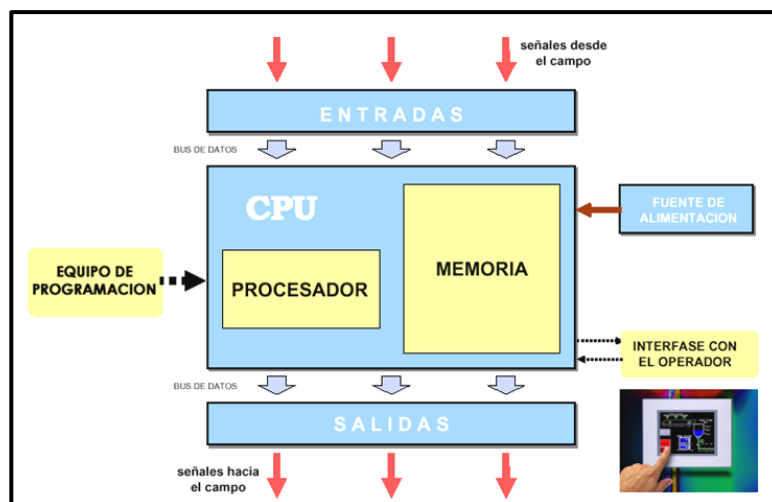 señales desde
el campo
ENTRADAS
BUS DE DATOS
CPU
PROCESADOR
MEMORIA
FUENTE DE
ALIMENTACION
EQUIPO DE
PROGRAMACION
INTERFASE CON
EL OPERADOR
BUS DE DATOS
SALIDAS
señales hacia
el campo